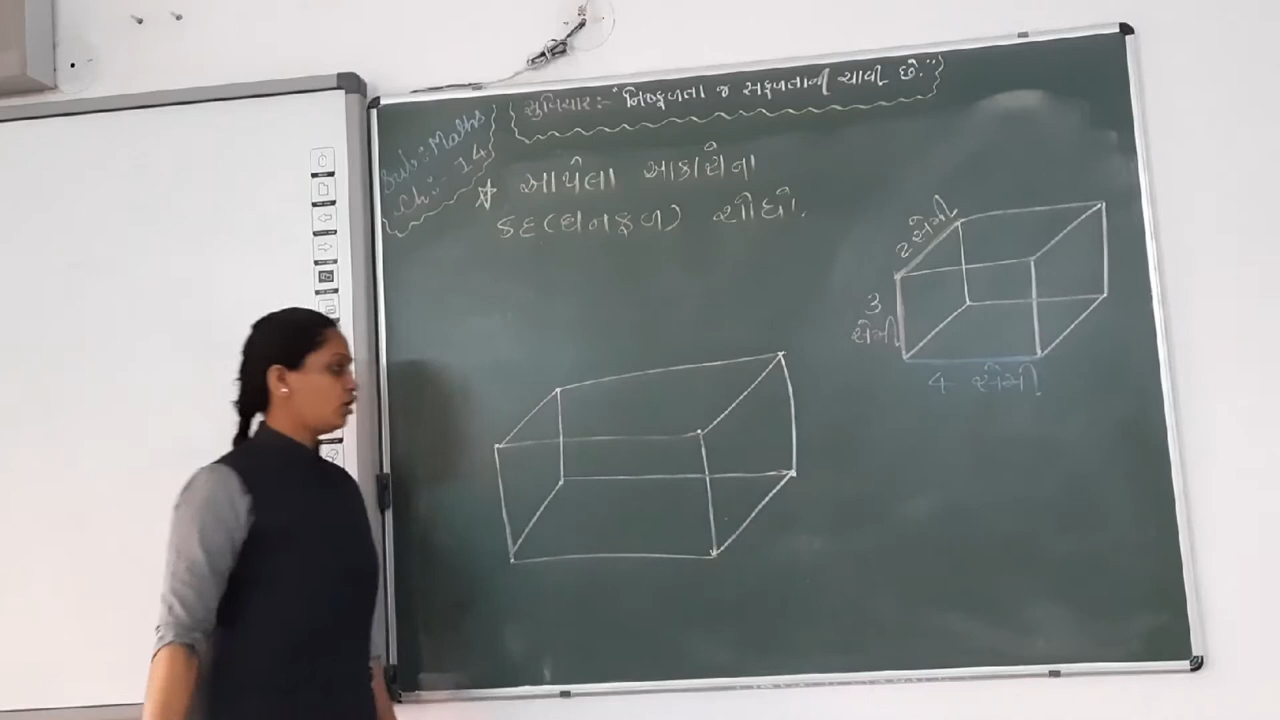 સુવિચાર:- "નિષ્ફળતા જ સફળતાની ચાવી છે."
Sub:- Maths
Ch:- 14
આપેલા આકારોના
કદ(ઘનફળ) શોધો.
2 સેમી
3
સેમી
4 સેમી